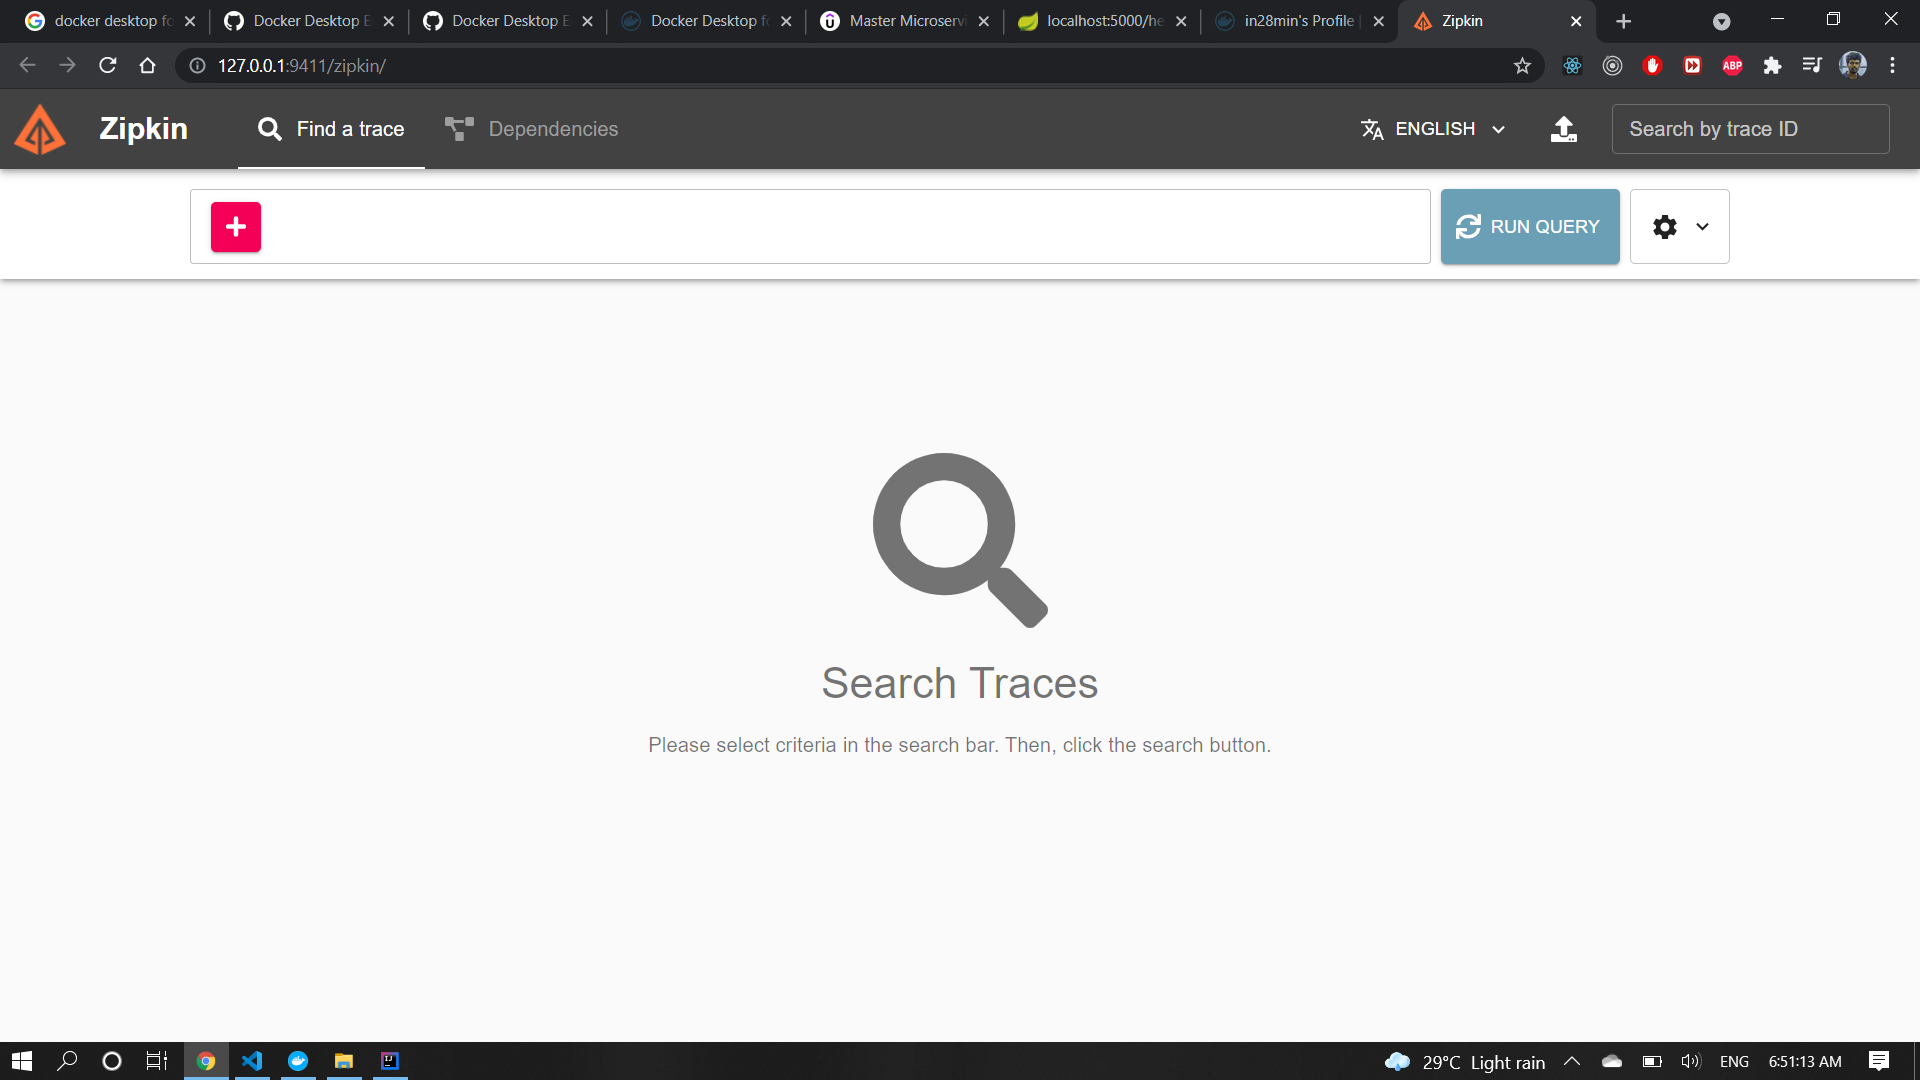 docker desktop fo
Docker Desktop E
Docker Desktop E
Docker Desktop fo
Master Microservi
localhost:5000/he
in28min's Profile |
Zipkin
127.0.0.1:9411/zipkin/
ABP
Zipkin
Find a trace
Dependencies
ENGLISH
Search by trace ID
RUN QUERY
Search Traces
Please select criteria in the search bar. Then, click the search button.
29°C Light rain
ENG
6:51:13 AM